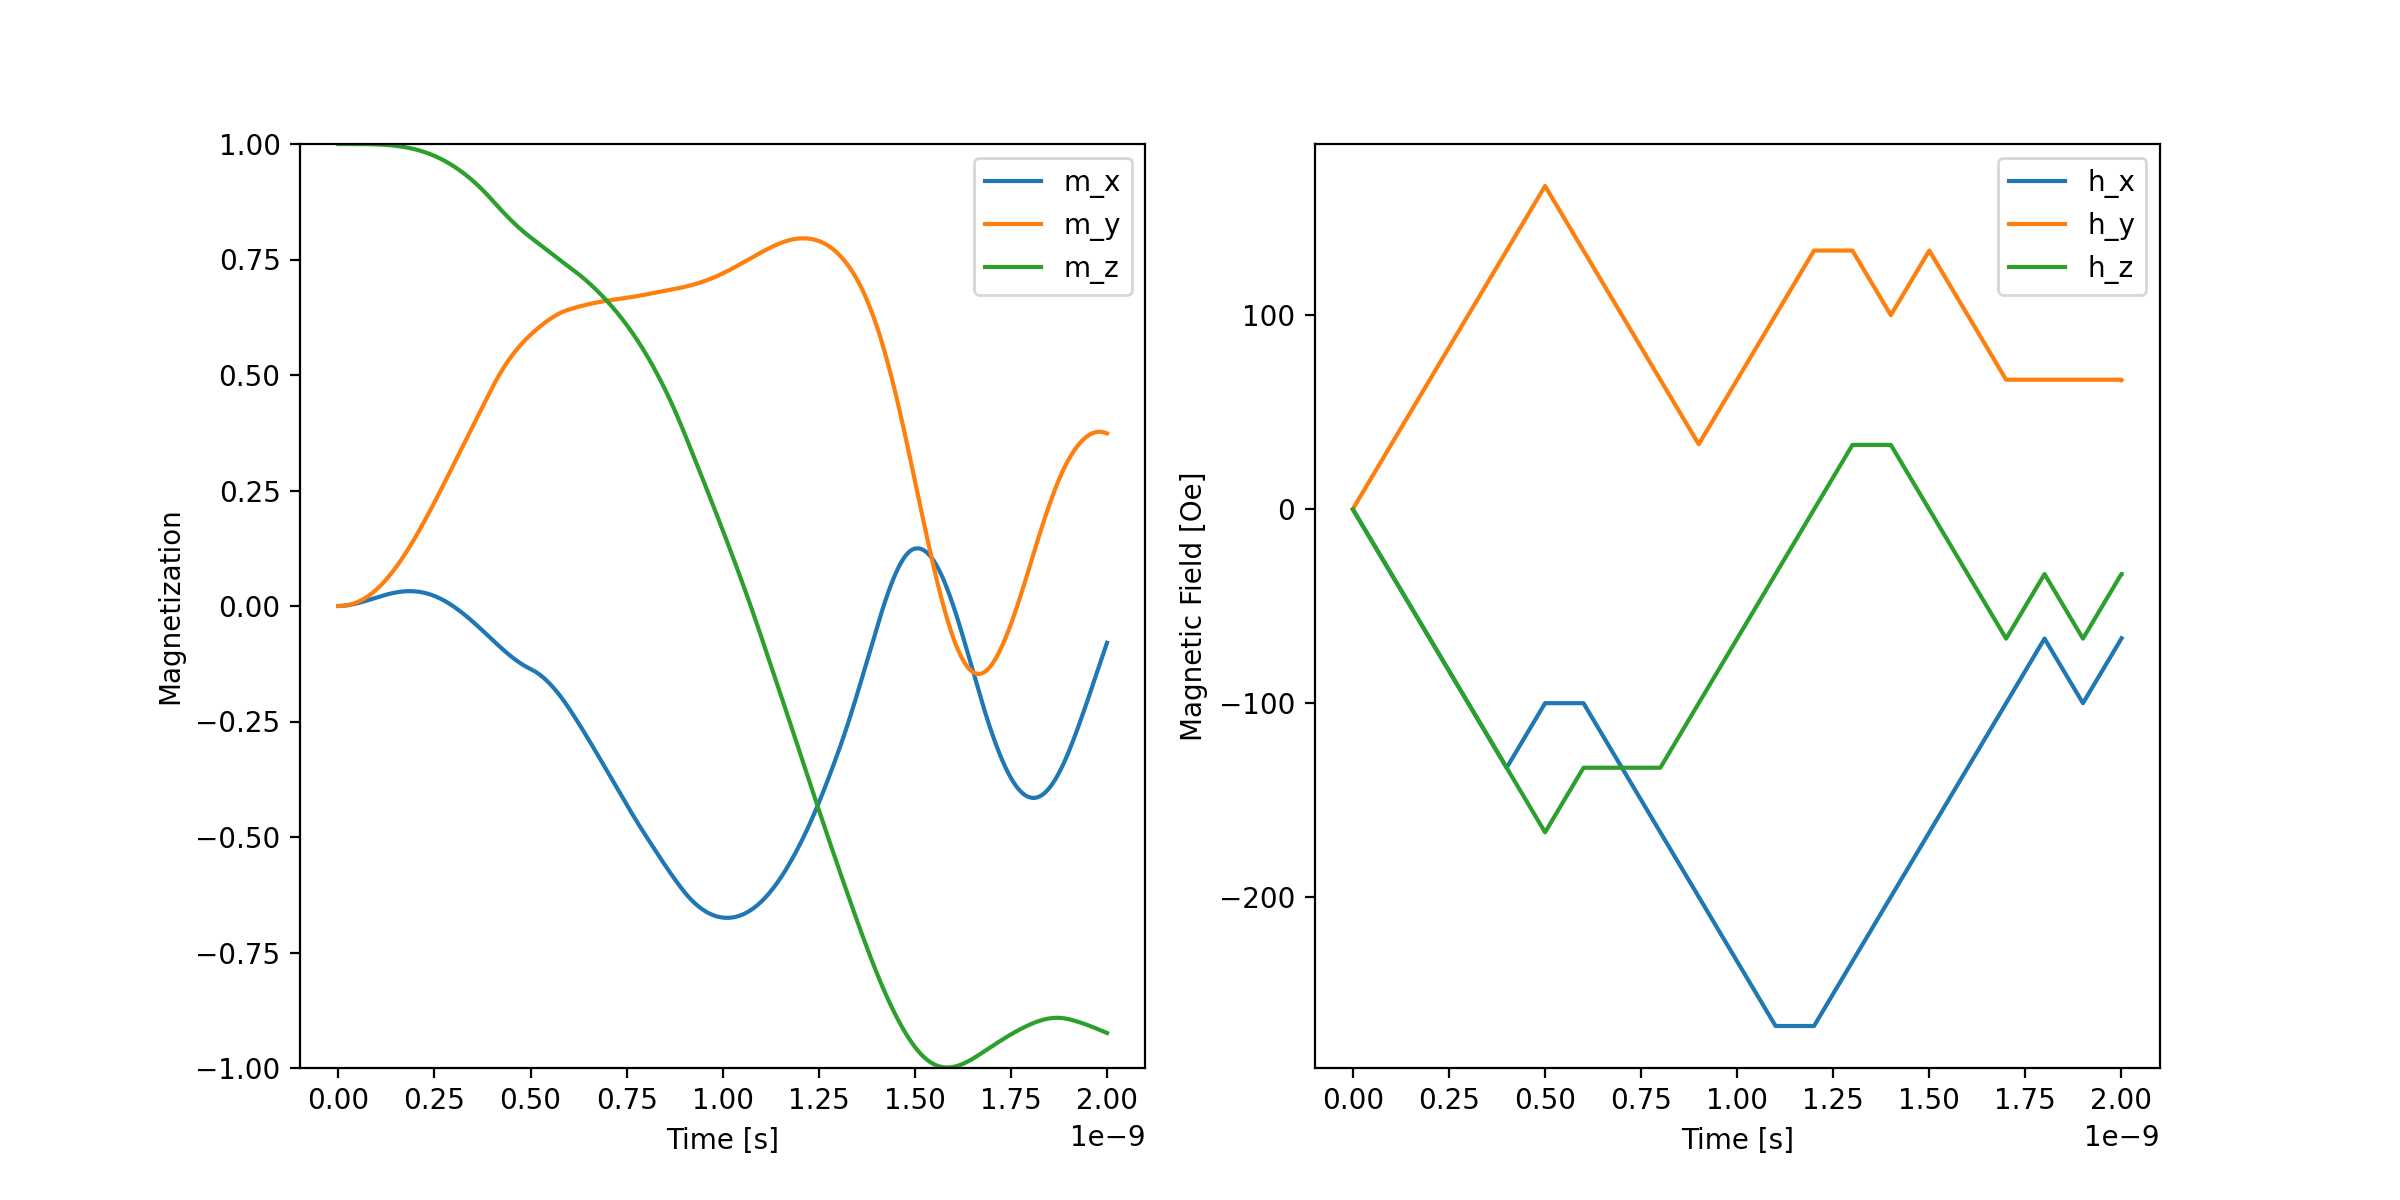 1.00
0.75
0.50
0.25
0.00
−0.25
−0.50
−0.75
−1.00
Magnetization
0.00 0.25 0.50 0.75 1.00 1.25 1.50 1.75 2.00
Time [s]
1e−9
m_x
m_y
m_z
100
0
−100
−200
Magnetic Field [Oe]
0.00 0.25 0.50 0.75 1.00 1.25 1.50 1.75 2.00
Time [s]
1e−9
h_x
h_y
h_z